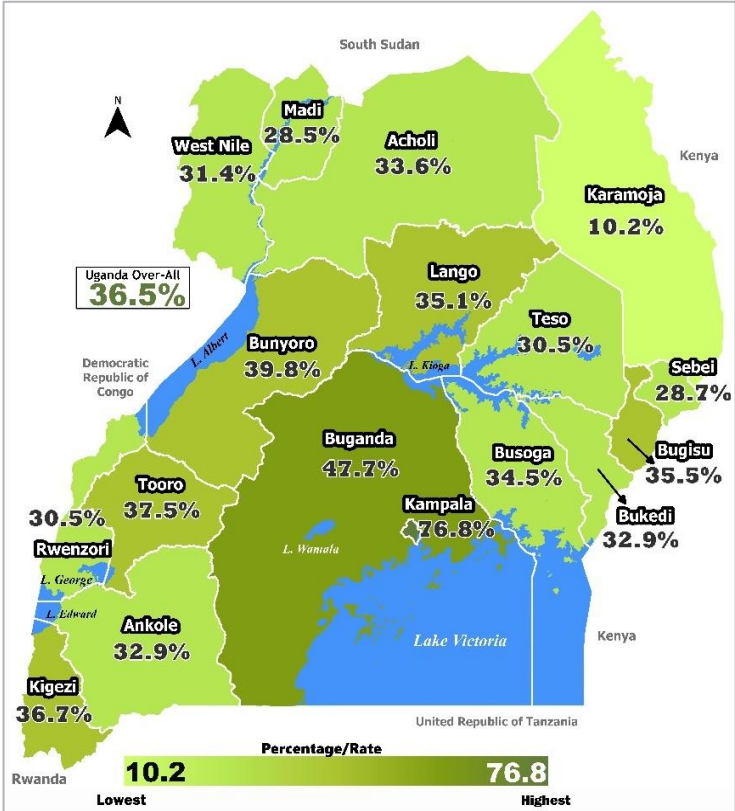 South Sudan
N
Madi
28.5%
West Nile
31.4%
Acholi
33.6%
Kenya
Karamoja
10.2%
Uganda Over-All
36.5%
Lango
35.1%
Teso
30.5%
L. Albert
Bunyoro
39.8%
L. Kioga
Democratic
Republic of
Congo
Sebei
28.7%
Buganda
47.7%
Busoga
34.5%
Bugisu
35.5%
Tooro
37.5%
Kampala
76.8%
Bukedi
32.9%
30.5%
Rwenzori
L. Wamala
L. George
L. Edward
Ankole
32.9%
Lake Victoria
Kenya
Kigezi
36.7%
United Republic of Tanzania
Percentage/Rate
10.2
76.8
Rwanda
Lowest
Highest